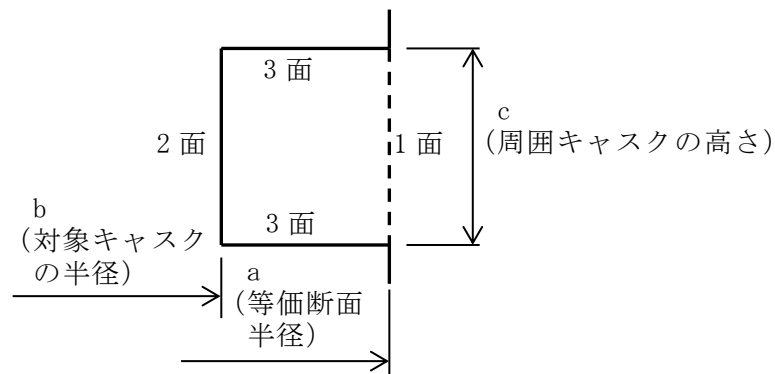 3 面
2 面
1 面
c
(周囲キャスクの高さ)
3 面
b
(対象キャスク
の半径)
a
(等価断面
半径)